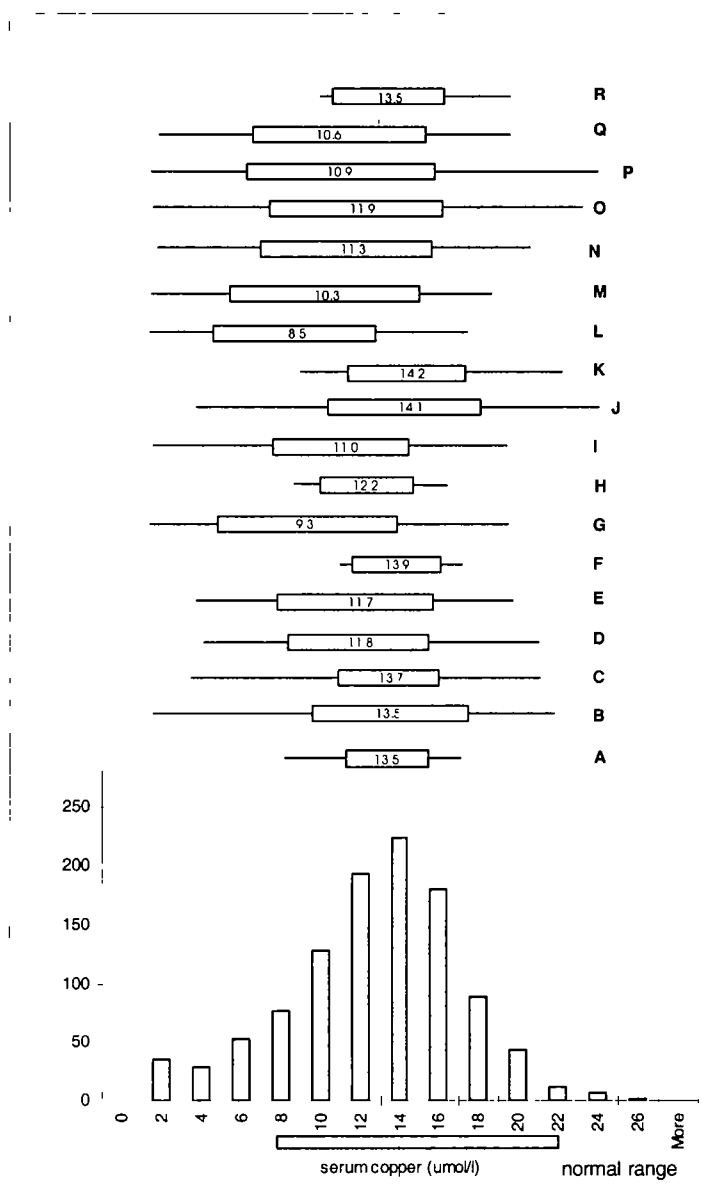 13.5 R
10.6 Q
10 9 P
11 9 O
11 3 N
10.3 M
8 5 L
14 2 K
14 1 J
11 0 I
12 2 H
9 3 G
13 9 F
11 7 E
11 8 D
13 7 C
13.5 B
13 5 A
250
200
150
100
50
0
0 2 4 6 8 10 12 14 16 18 20 22 24 26 More
serum copper (umol/l) normal range